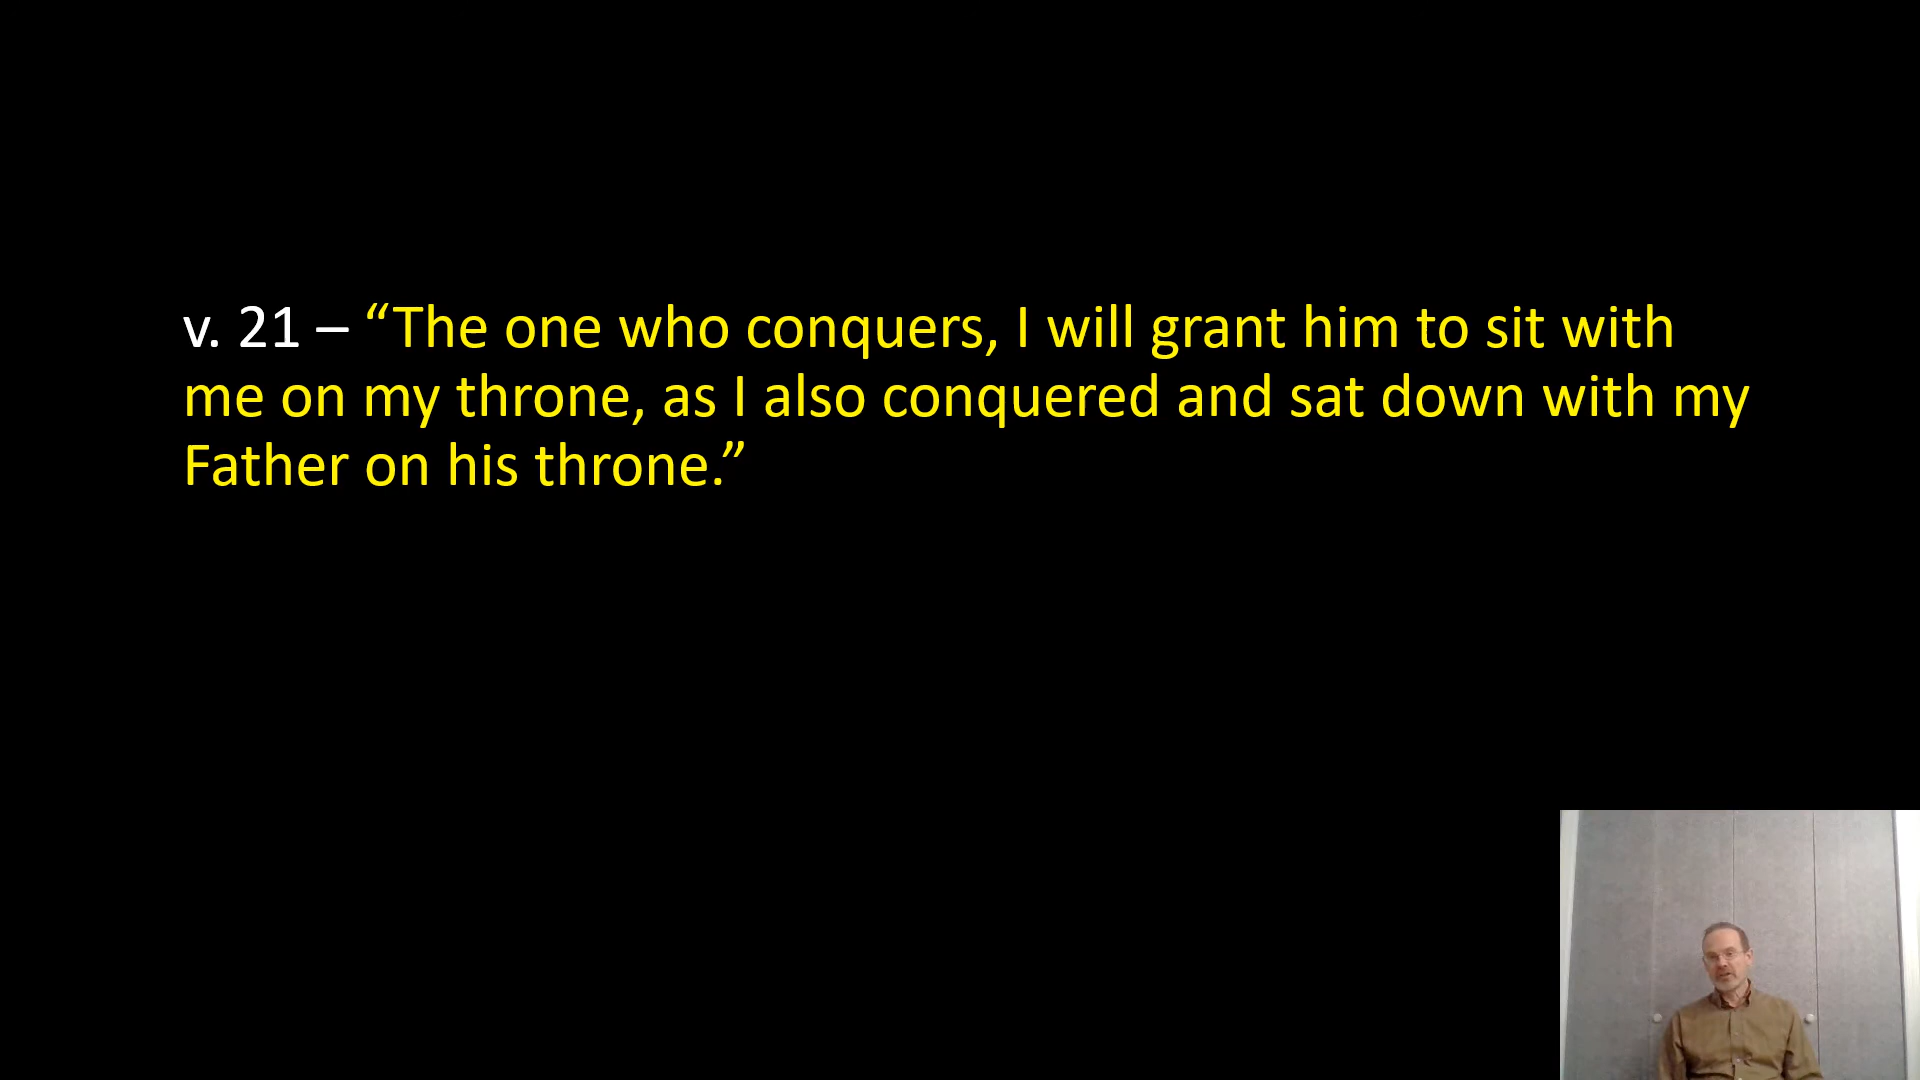 v. 21 – “The one who conquers, I will grant him to sit with
me on my throne, as I also conquered and sat down with my
Father on his throne.”